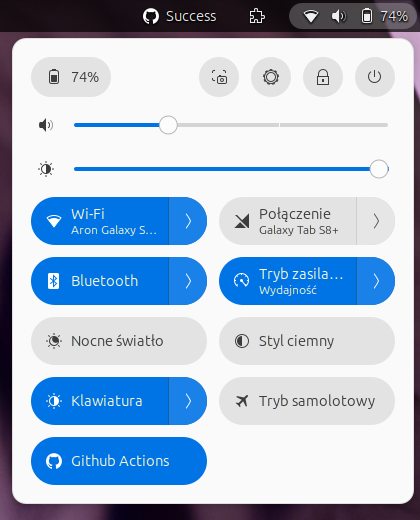 Success
74%
74%
Wi-Fi
Aron Galaxy S...
Połączenie
Galaxy Tab S8+
Bluetooth
Tryb zasila...
Wydajność
Nocne światło
Styl ciemny
Klawiatura
Tryb samolotowy
Github Actions